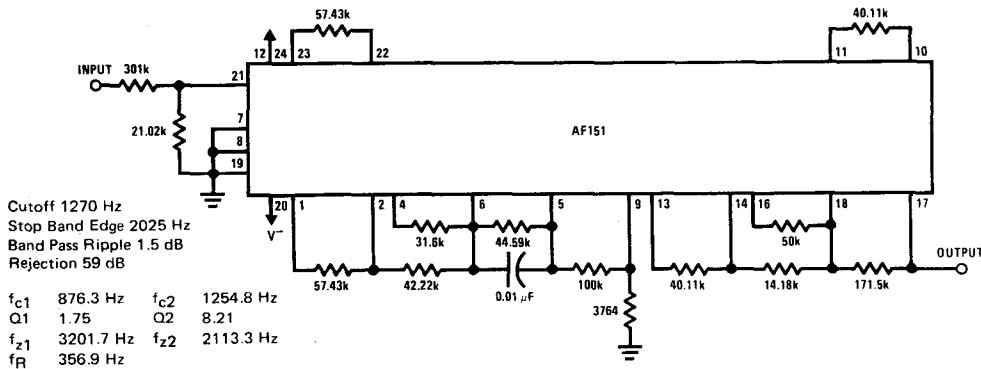 57.43k
40.11k
12 24 23 22 11 10
INPUT 301k
21
21.02k
7
8
19
AF151
20 1 2 4 6 5 9 13 14 16 18 17
V⁻
31.6k 44.59k 50k
57.43k 42.22k 0.01 μF 100k 40.11k 14.18k 171.5k
OUTPUT
3764
Cutoff 1270 Hz
Stop Band Edge 2025 Hz
Band Pass Ripple 1.5 dB
Rejection 59 dB
fc1 876.3 Hz fc2 1254.8 Hz
Q1 1.75 Q2 8.21
fz1 3201.7 Hz fz2 2113.3 Hz
fR 356.9 Hz